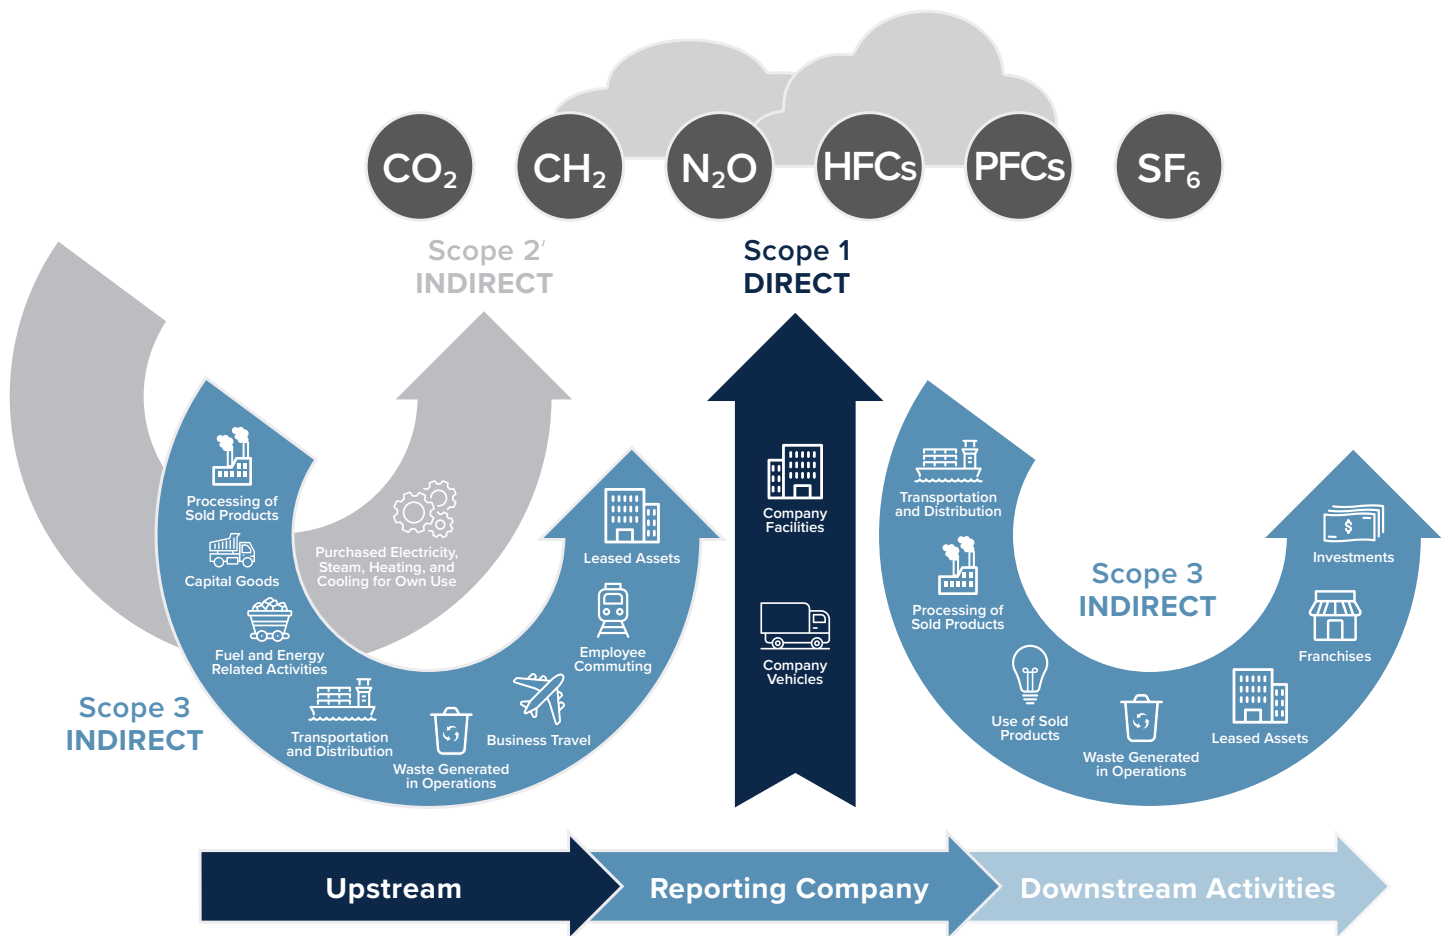 CO₂
CH₂
N₂O
HFCs
PFCs
SF₆
Scope 2'
INDIRECT
Scope 1
DIRECT
Processing of
Sold Products
Capital Goods
Fuel and Energy
Related Activities
Transportation
and Distribution
Waste Generated
in Operations
Business Travel
Employee
Commuting
Leased Assets
Purchased Electricity,
Steam, Heating, and
Cooling for Own Use
Scope 3
INDIRECT
Company
Facilities
Company
Vehicles
Transportation
and Distribution
Processing of
Sold Products
Use of Sold
Products
Waste Generated
in Operations
Leased Assets
Franchises
$
Investments
Scope 3
INDIRECT
Upstream
Reporting Company
Downstream Activities